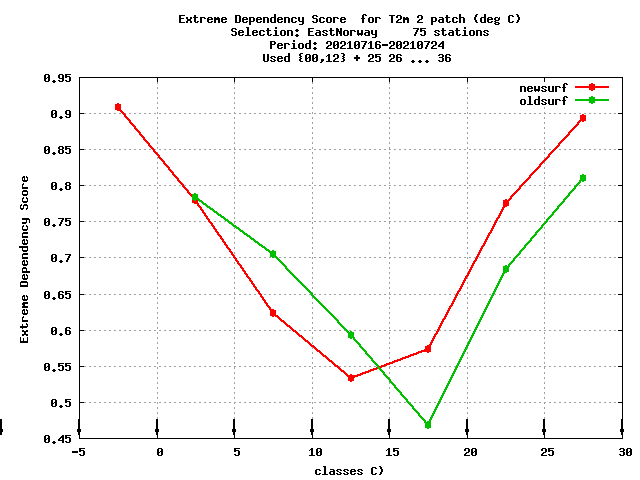 Extreme Dependency Score  for T2m 2 patch (deg C)
Selection: EastNorway     75 stations
Period: 20210716-20210724
Used {00,12} + 25 26 ... 36
newsurf
oldsurf
0.95
0.9
0.85
0.8
0.75
0.7
0.65
0.6
0.55
0.5
0.45
Extreme Dependency Score
-5 0 5 10 15 20 25 30
classes C)